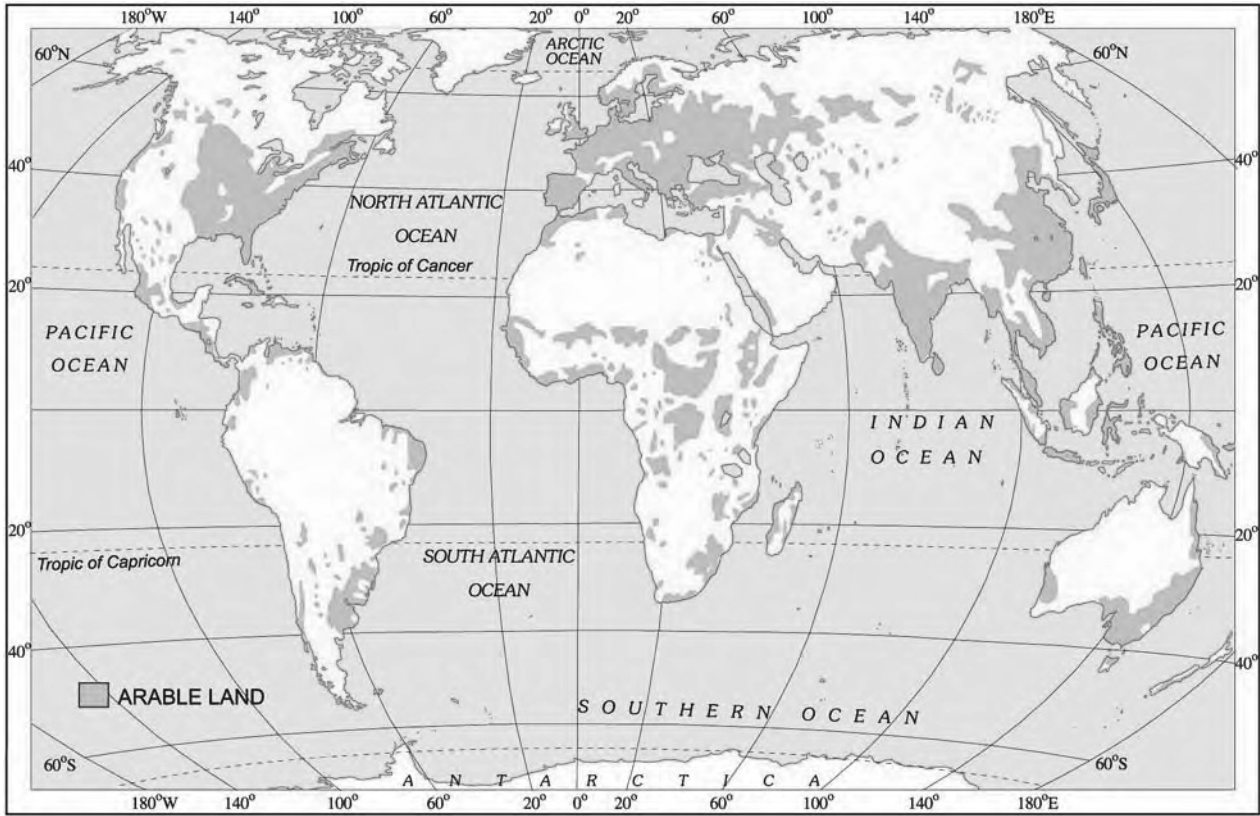 180°W 140° 100° 60° 20° 0° 20° 60° 100° 140° 180°E
60°N
ARCTIC
OCEAN
60°N
40°
40°
NORTH ATLANTIC
OCEAN
Tropic of Cancer
20°
20°
PACIFIC
OCEAN
PACIFIC
OCEAN
INDIAN
OCEAN
20°
20°
Tropic of Capricorn
SOUTH ATLANTIC
OCEAN
40°
40°
ARABLE LAND
SOUTHERN OCEAN
60°S
60°S
ANTARCTICA
180°W 140° 100° 60° 20° 0° 20° 60° 100° 140° 180°E